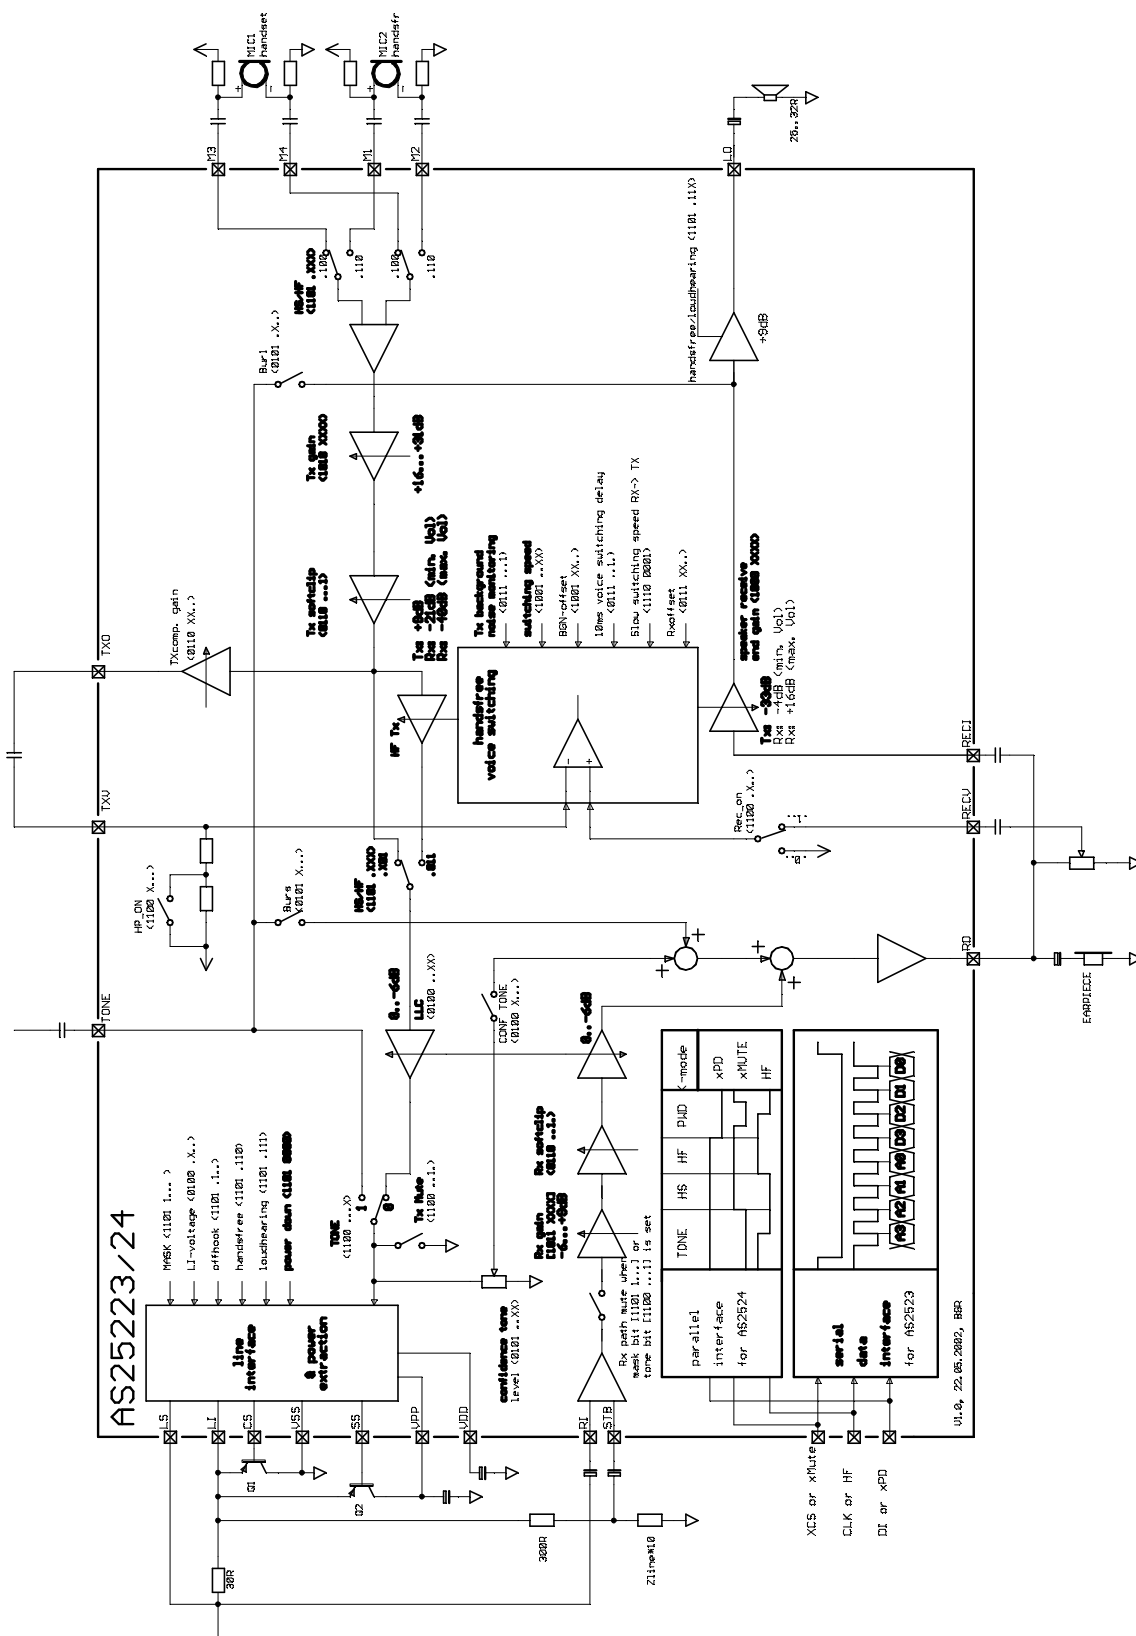 AS25223/24
LS
LI
CS
VSS
SS
VPP
VDD
RI
STB
XCS or xMute
CLK or HF
DI or xPD
30R
Q1
Q2
300R
Zline*10
line
interface
& power
extraction
MASK <1101 1... >
LI-voltage <0100 .X..>
offhook <1101 .1..>
handsfree <1101 .110>
loudhearing <1101 .111>
power down <1101 0000>
TONE
<1100 ...X>
1
0
Tx Mute
<1100 ..1.>
confidence tone
level <0101 ..XX>
Rx path mute when
mask bit [1101 1...] or
tone bit [1100 ...1] is set
Rx gain
[1011 XXXX]
-6...+9dB
Rx softclip
<0110 ..1.>
0..-6dB
0..-6dB
LLC
<0100 ..XX>
CONF TONE
<0100 X...>
TONE
HP_ON
<1100 X...>
Burs
<0101 X...>
HS/HF
<1101 .XXX>
.X01
.011
TXV
TXO
TXcomp. gain
<0110 XX..>
HF Tx
Tx: +9dB
Rx: -21dB (min. Vol)
Rx: -40dB (max. Vol)
Tx softclip
<0110 ...1>
Tx gain
<1010 XXXX>
+16...+31dB
Burl
<0101 .X..>
HS/HF
<1101 .XXX>
.100
.110
.100
.110
M3
M4
M1
M2
MIC1
handset
+
-
MIC2
handsfr
+
-
handsfree
voice switching
-
+
Tx background
noise monitoring
<0111 ...1>
switching speed
<1001 ..XX>
BGN-offset
<1001 XX..>
10ms voice switching delay
<0111 ..1.>
Slow switching speed RX-> TX
<1110 0001>
Rxoffset
<0111 XX..>
speaker receive
end gain <1000 XXXX>
Tx: -33dB
Rx: -4dB (min. Vol)
Rx: +16dB (max. Vol)
handsfree/loudhearing <1101 .11X>
+9dB
LO
26...32R
Rec_on
<1100 .X..>
.0..
.1..
RECI
RECV
RO
EARPIECE
+
+
+
+
parallel
interface
for AS2524
TONE
HS
HF
PWD
<-mode
xPD
xMUTE
HF
serial
data
interface
for AS2523
A3
A2
A1
A0
D3
D2
D1
D0
V1.0, 22.05.2002, BSR